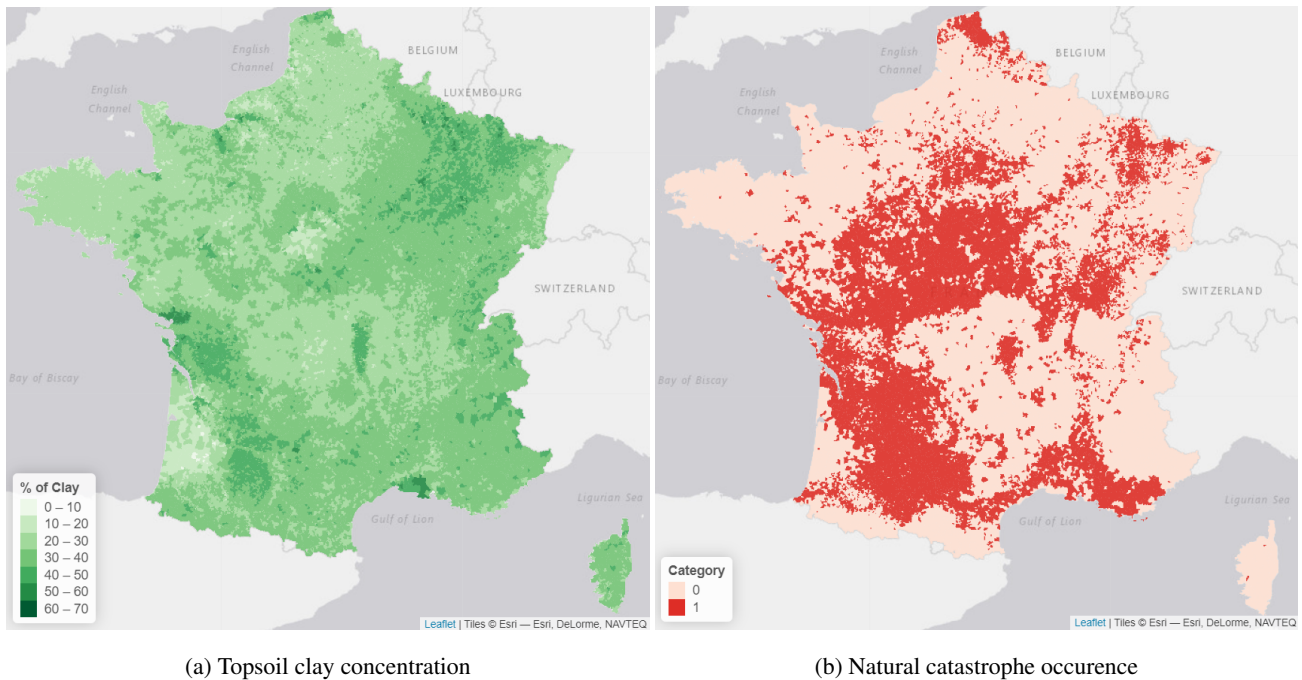 English
Channel
BELGIUM
English
Channel
LUXEMBOURG
SWITZERLAND
Bay of Biscay
Ligurian Sea
Gulf of Lion
% of Clay
0 – 10
10 – 20
20 – 30
30 – 40
40 – 50
50 – 60
60 – 70
Leaflet | Tiles © Esri — Esri, DeLorme, NAVTEQ
(a) Topsoil clay concentration
English
Channel
BELGIUM
English
Channel
LUXEMBOURG
SWITZERLAND
Bay of Biscay
Ligurian Sea
Gulf of Lion
Category
0
1
Leaflet | Tiles © Esri — Esri, DeLorme, NAVTEQ
(b) Natural catastrophe occurence